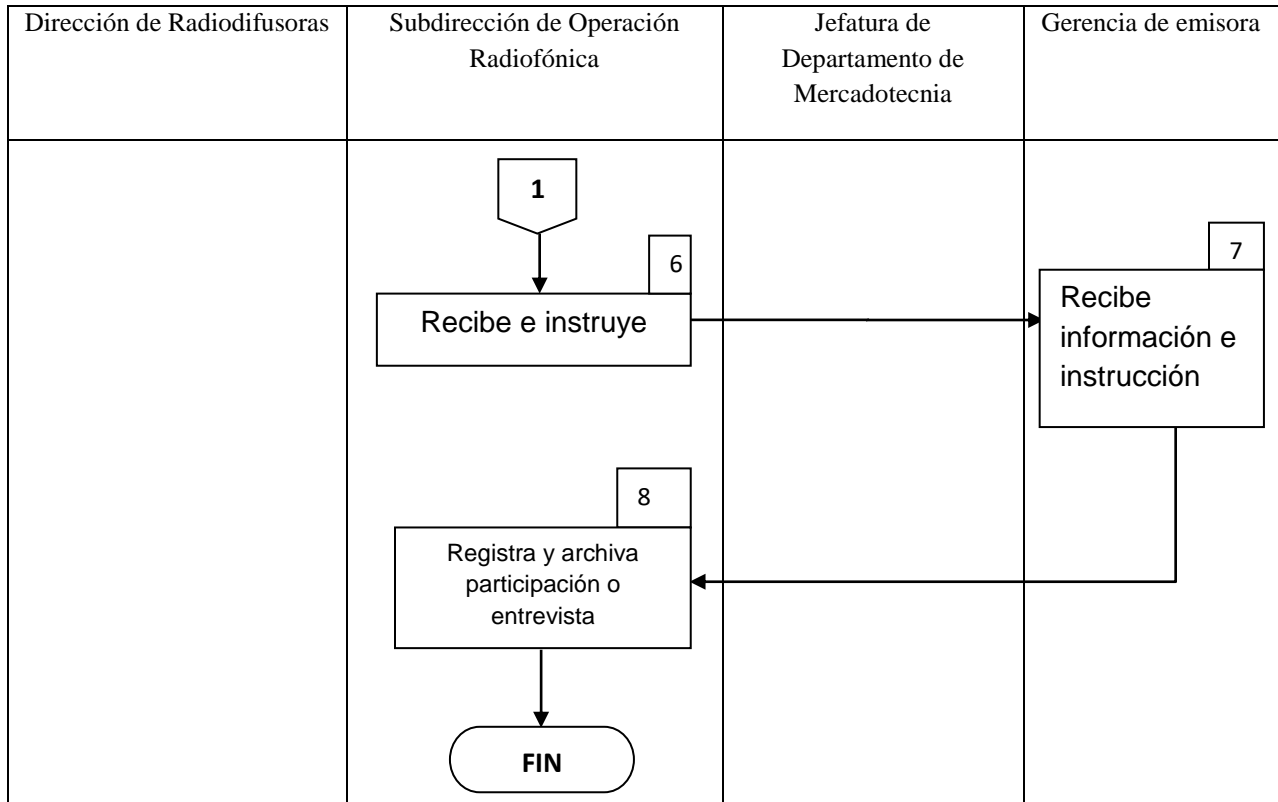 Dirección de Radiodifusoras
Subdirección de Operación
Radiofónica
Jefatura de
Departamento de
Mercadotecnia
Gerencia de emisora
1
6
Recibe e instruye
7
Recibe
información e
instrucción
8
Registra y archiva
participación o
entrevista
FIN